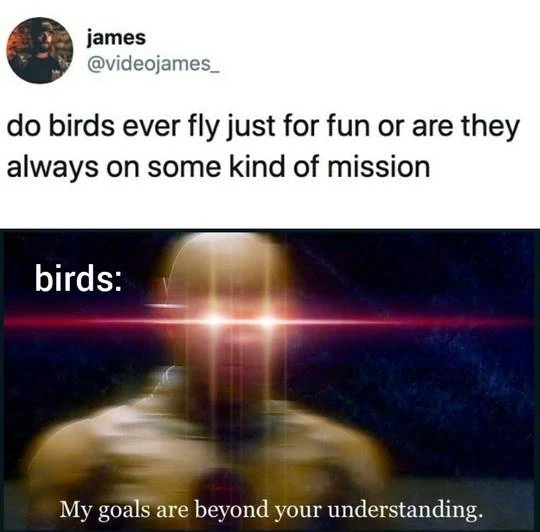 james
@videojames_
do birds ever fly just for fun or are they
always on some kind of mission
birds:
My goals are beyond your understanding.